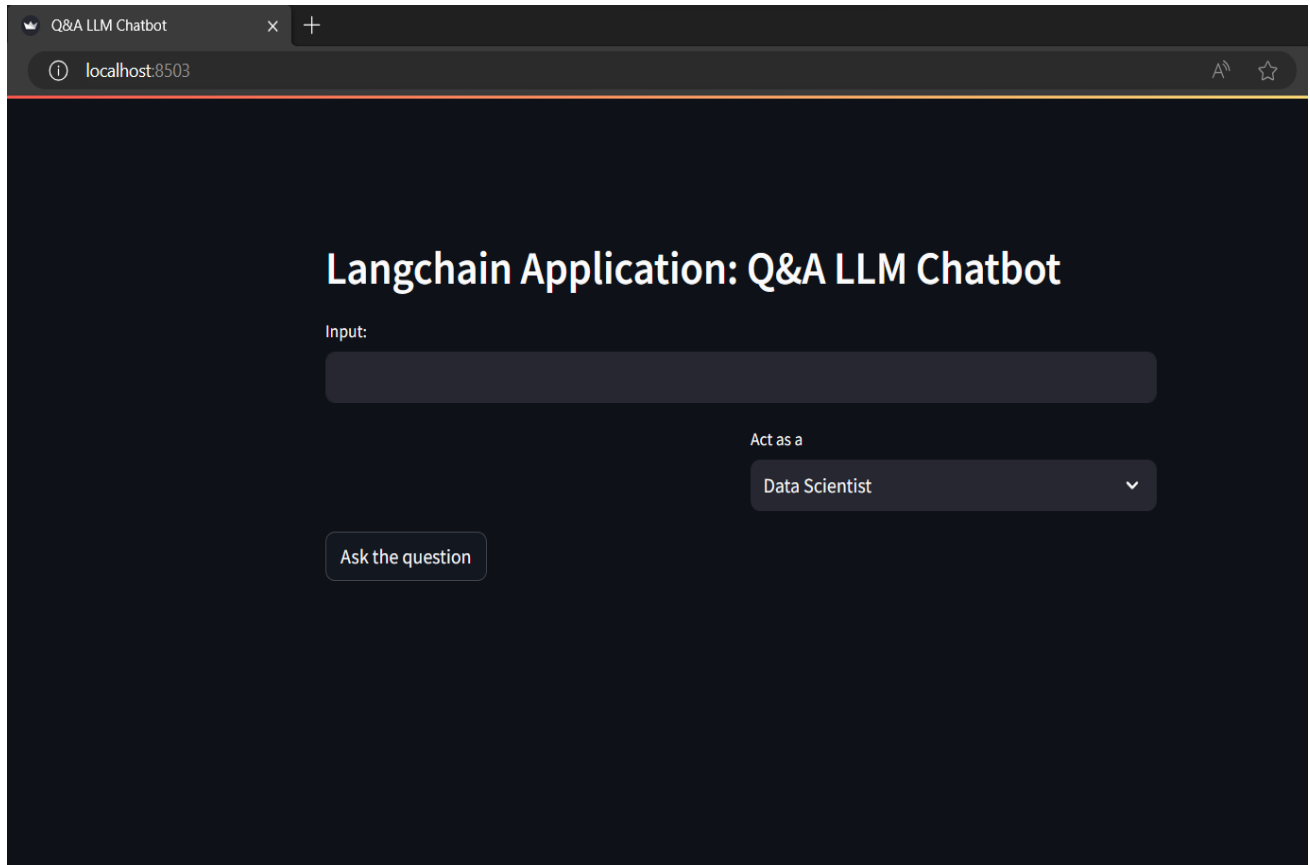 Q&A LLM Chatbot
localhost:8503
Langchain Application: Q&A LLM Chatbot
Input:
Act as a
Data Scientist
Ask the question